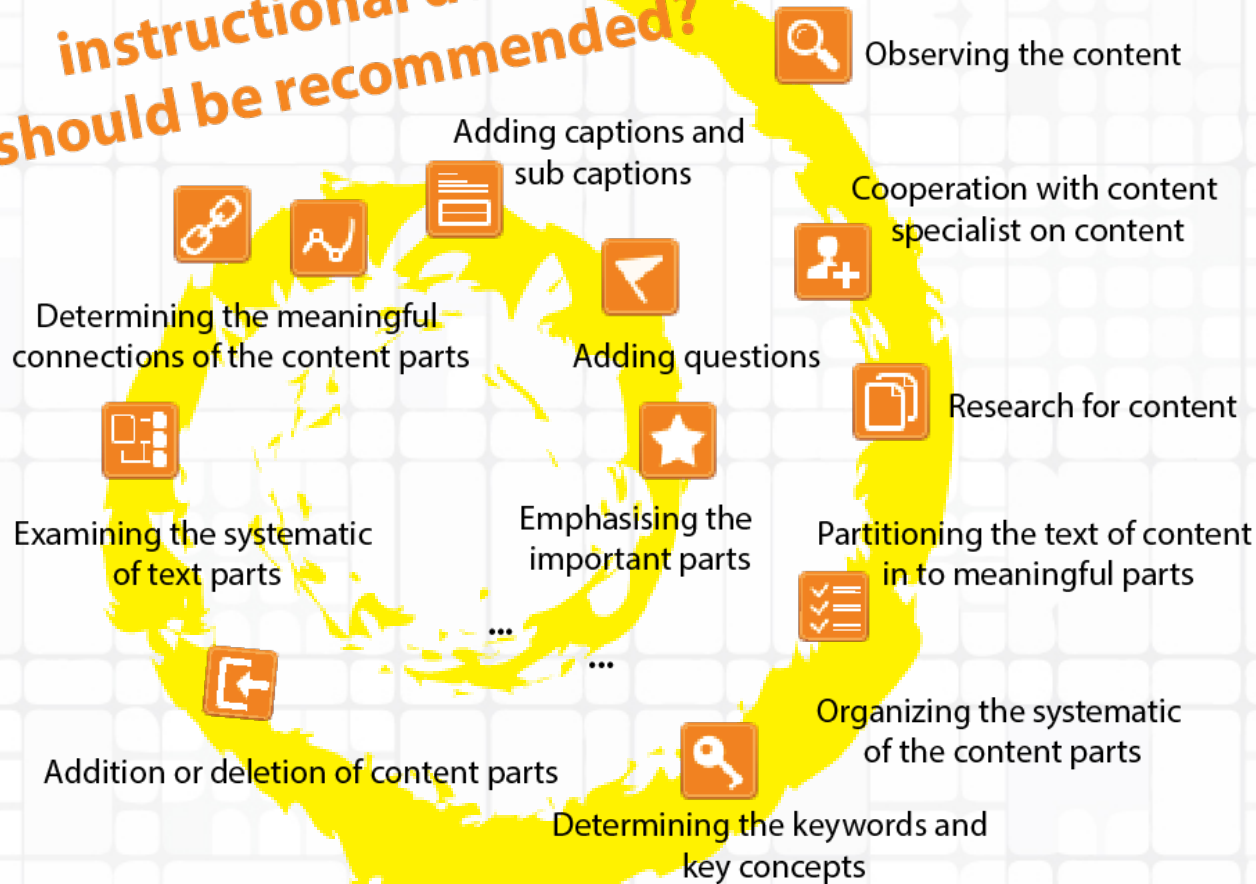 instructional
should be recommended?
Observing the content
Adding captions and
sub captions
Cooperation with content
specialist on content
Determining the meaningful
connections of the content parts
Adding questions
Research for content
Examining the systematic
of text parts
Emphasising the
important parts
Partitioning the text of content
in to meaningful parts
...
...
Organizing the systematic
of the content parts
Addition or deletion of content parts
Determining the keywords and
key concepts